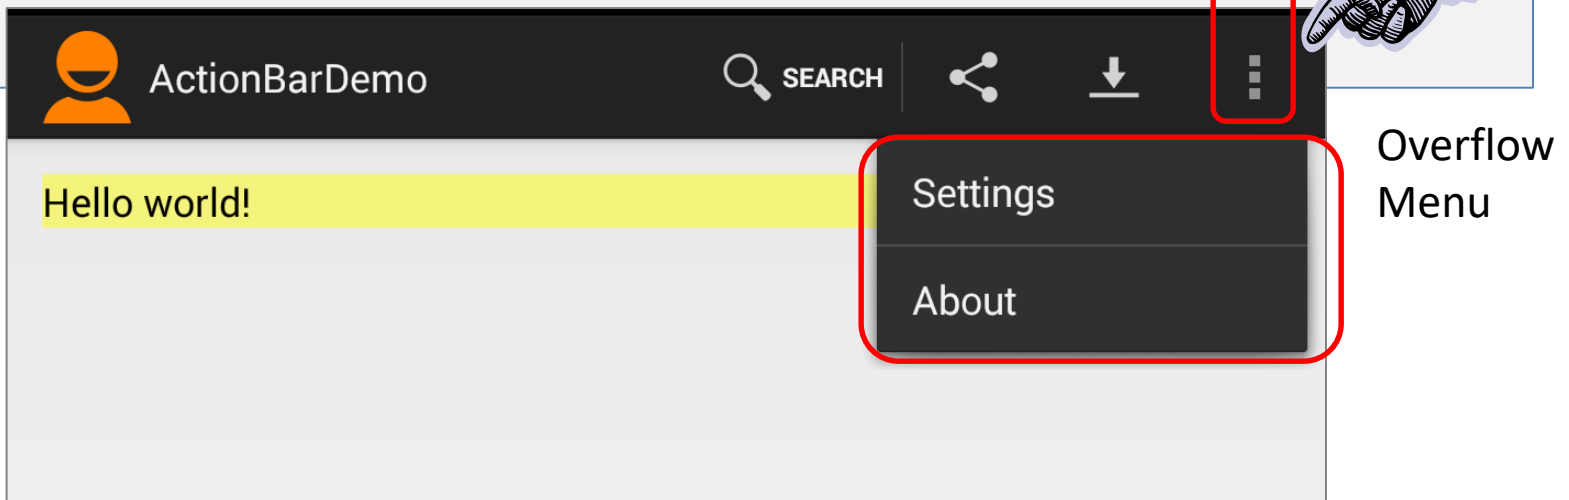 ActionBarDemo
SEARCH
Hello world!
Settings
About
Overflow
Menu